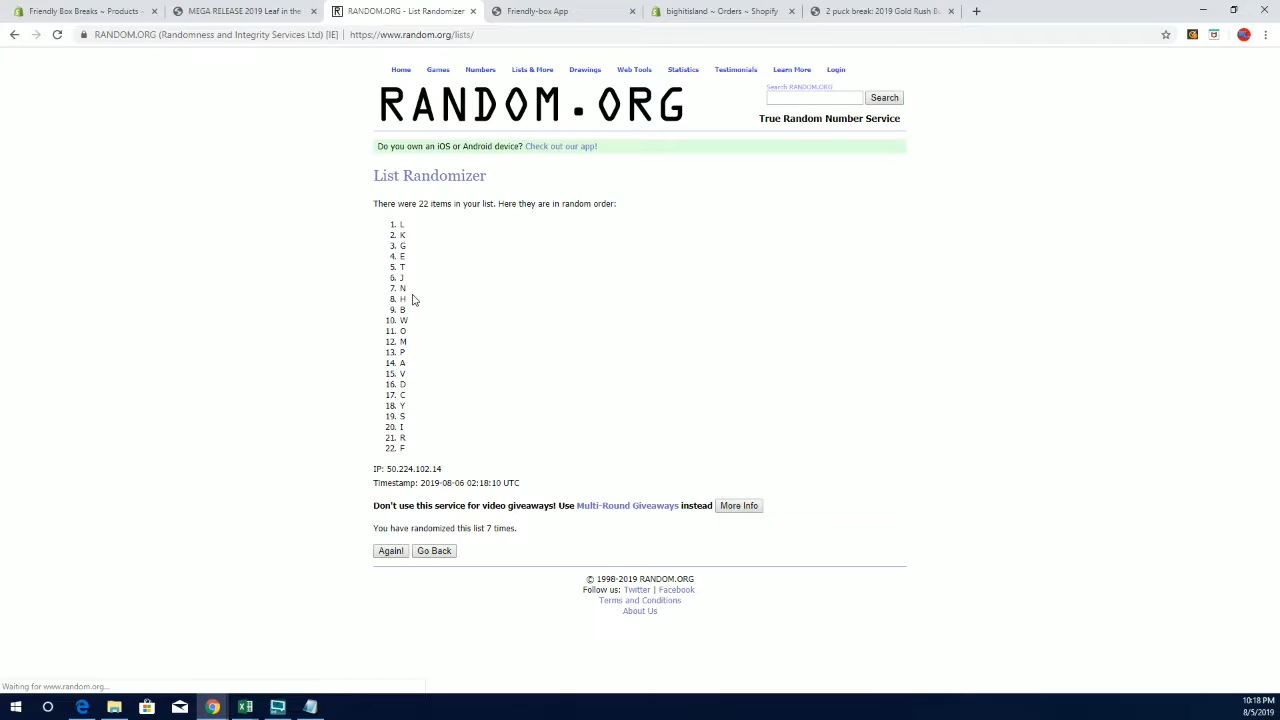 Friendly Box Breaks ~ Products ~
MEGA RELEASE 2019 Leaf in the
RANDOM.ORG - List Randomizer
Friendly-box App
bighitisland ~ Orders ~ Shopify
2 puck break: 2019 Gold Rush B
RANDOM.ORG (Randomness and Integrity Services Ltd) [IE] | https://www.random.org/lists/
Home Games Numbers Lists & More Drawings Web Tools Statistics Testimonials Learn More Login
Search RANDOM.ORG
RANDOM.ORG
Search
True Random Number Service
Do you own an iOS or Android device? Check out our app!
List Randomizer
There were 22 items in your list. Here they are in random order:
1. L
2. K
3. G
4. E
5. T
6. J
7. N
8. H
9. B
10. W
11. O
12. M
13. P
14. A
15. V
16. D
17. C
18. Y
19. S
20. I
21. R
22. F
IP: 50.224.102.14
Timestamp: 2019-08-06 02:18:10 UTC
Don't use this service for video giveaways! Use Multi-Round Giveaways instead More Info
You have randomized this list 7 times.
Again! Go Back
© 1998-2019 RANDOM.ORG
Follow us: Twitter | Facebook
Terms and Conditions
About Us
Waiting for www.random.org...
10:18 PM
8/5/2019